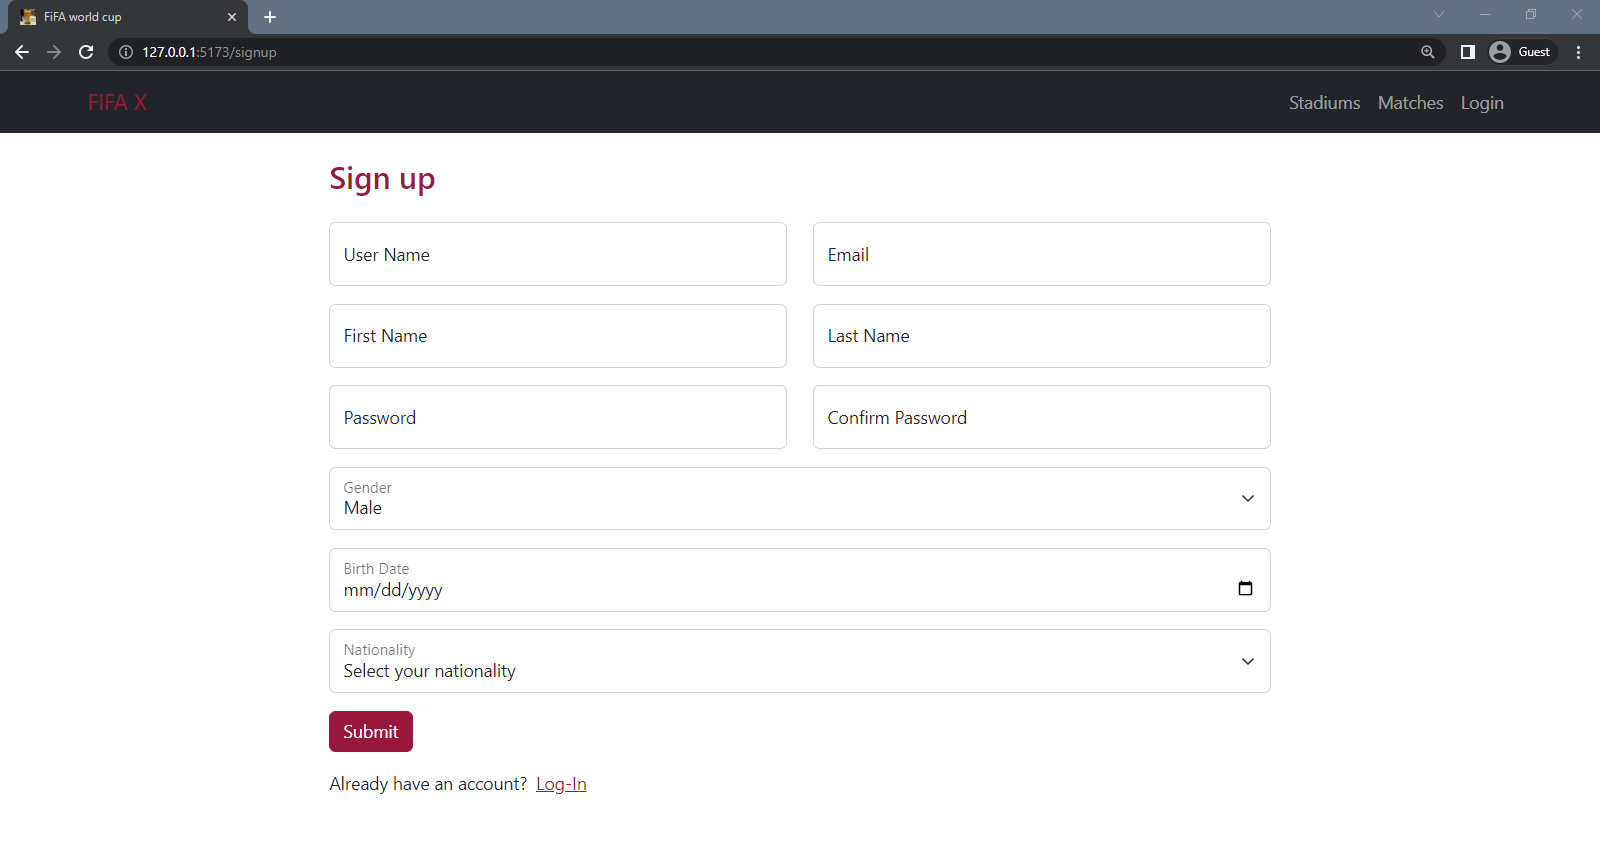 FiFA world cup
127.0.0.1:5173/signup
Guest
FIFA X
Stadiums Matches Login
Sign up
User Name Email
First Name Last Name
Password Confirm Password
Gender
Male
Birth Date
mm/dd/yyyy
Nationality
Select your nationality
Submit
Already have an account? Log-In